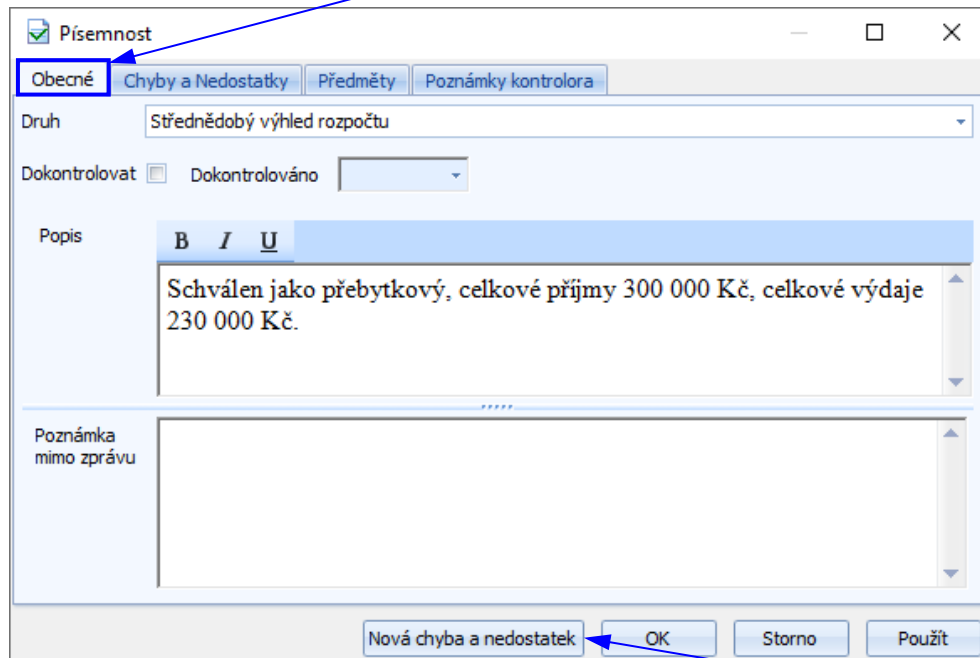 Písemnost
Obecné Chyby a Nedostatky Předměty Poznámky kontrolora
Druh Střednědobý výhled rozpočtu
Dokontrolovat Dokontrolováno
Popis B I U
Schválen jako přebytkový, celkové příjmy 300 000 Kč, celkové výdaje
230 000 Kč.
Poznámka
mimo zprávu
Nová chyba a nedostatek OK Storno Použít